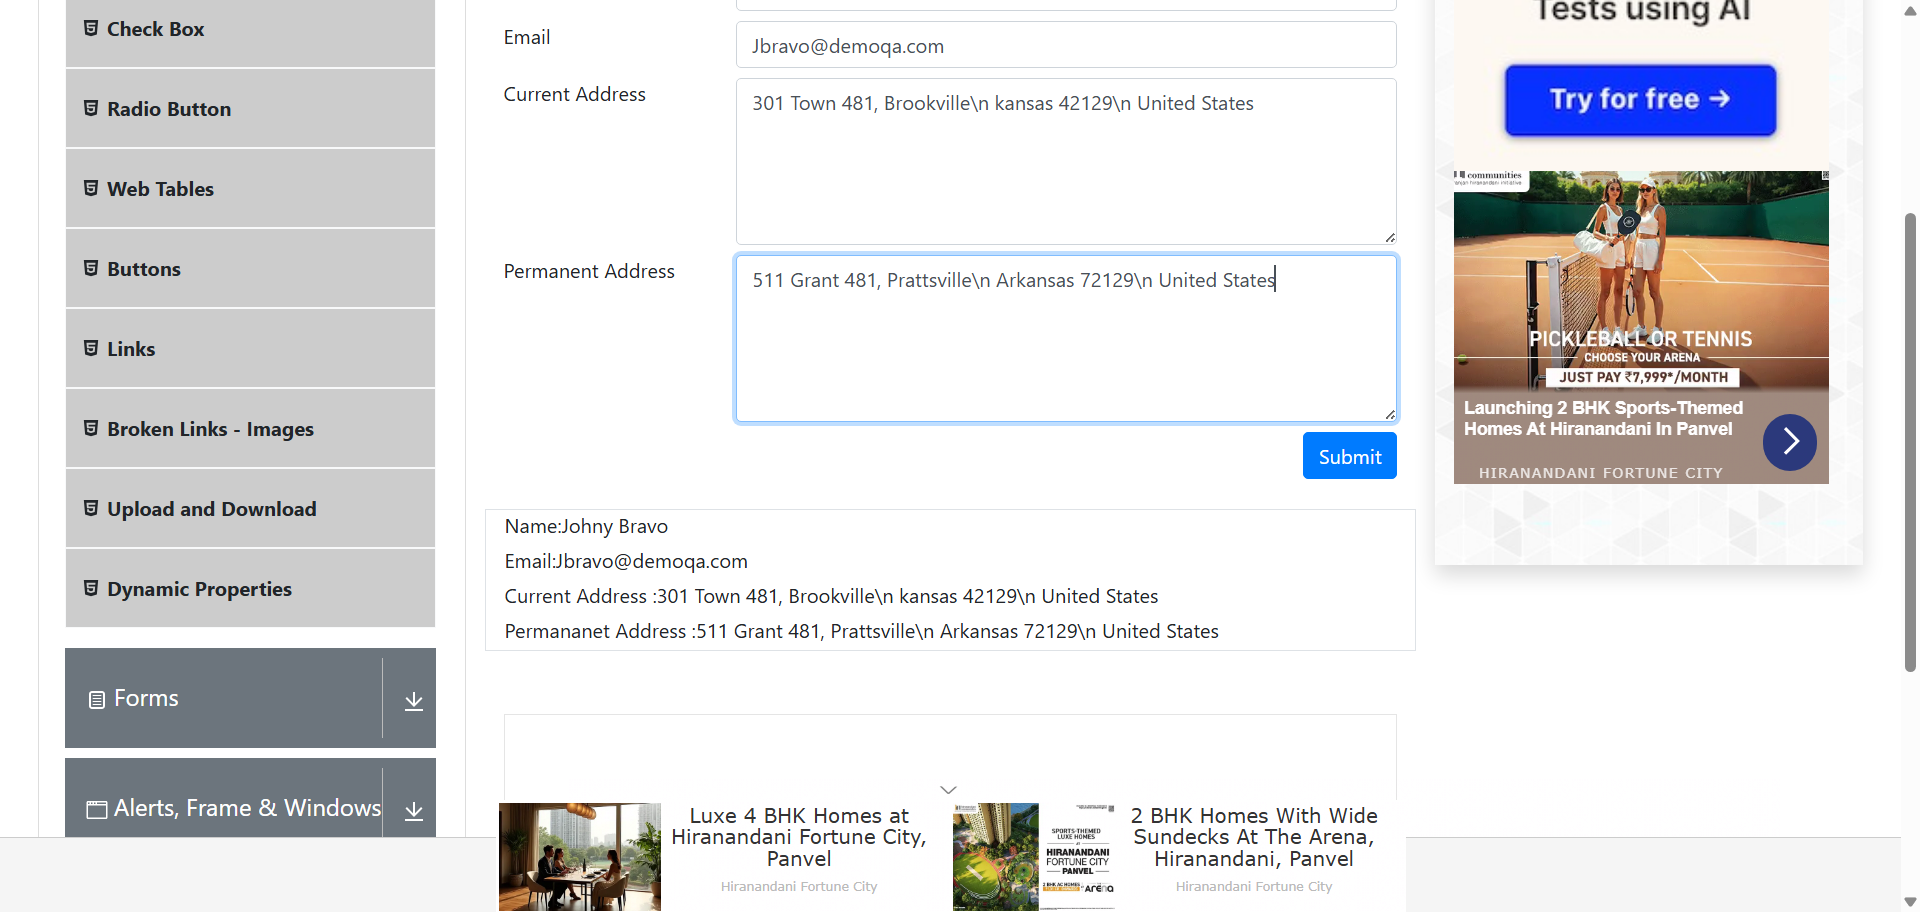 Check Box
Radio Button
Web Tables
Buttons
Links
Broken Links - Images
Upload and Download
Dynamic Properties
Forms
Alerts, Frame & Windows
Email
Jbravo@demoqa.com
Current Address
301 Town 481, Brookville\n kansas 42129\n United States
Permanent Address
511 Grant 481, Prattsville\n Arkansas 72129\n United States
Submit
Name:Johny Bravo
Email:Jbravo@demoqa.com
Current Address :301 Town 481, Brookville\n kansas 42129\n United States
Permananet Address :511 Grant 481, Prattsville\n Arkansas 72129\n United States
Luxe 4 BHK Homes at
Hiranandani Fortune City,
Panvel
Hiranandani Fortune City
SPORTS-THEMED
LUXE HOMES
HIRANANDANI
FORTUNE CITY
PANVEL
arena
2 BHK Homes With Wide
Sundecks At The Arena,
Hiranandani, Panvel
Hiranandani Fortune City
Tests using AI
Try for free →
communities
PICKLEBALL OR TENNIS
CHOOSE YOUR ARENA
JUST PAY ₹7,999*/MONTH
Launching 2 BHK Sports-Themed
Homes At Hiranandani In Panvel
HIRANANDANI FORTUNE CITY